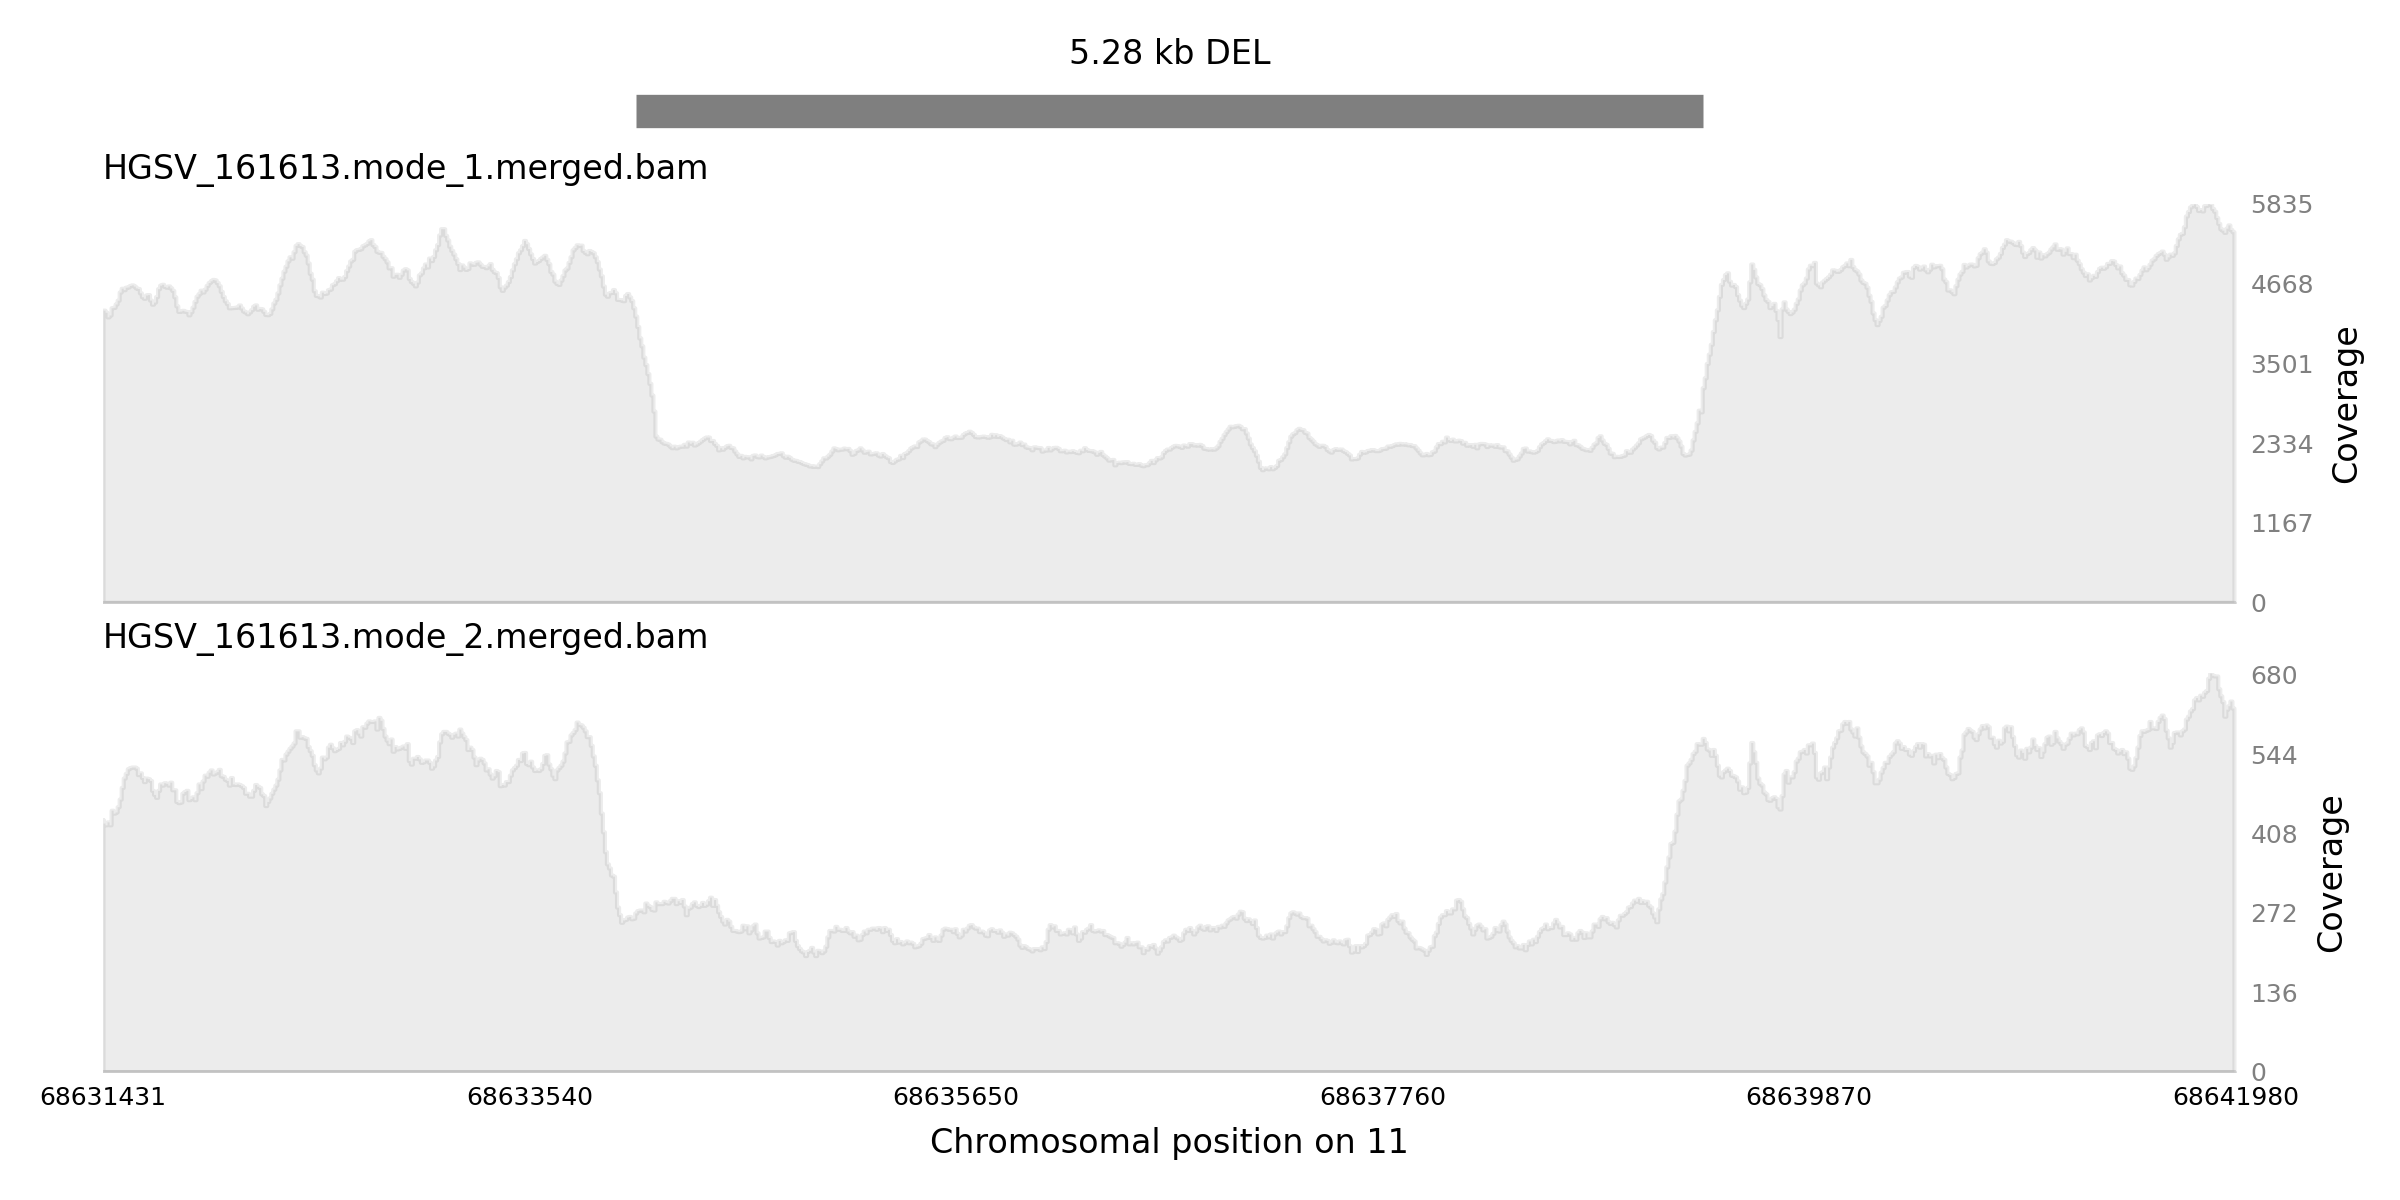 5.28 kb DEL
HGSV_161613.mode_1.merged.bam
5835
4668
3501
2334
1167
0
Coverage
HGSV_161613.mode_2.merged.bam
680
544
408
272
136
0
Coverage
68631431 68633540 68635650 68637760 68639870 68641980
Chromosomal position on 11